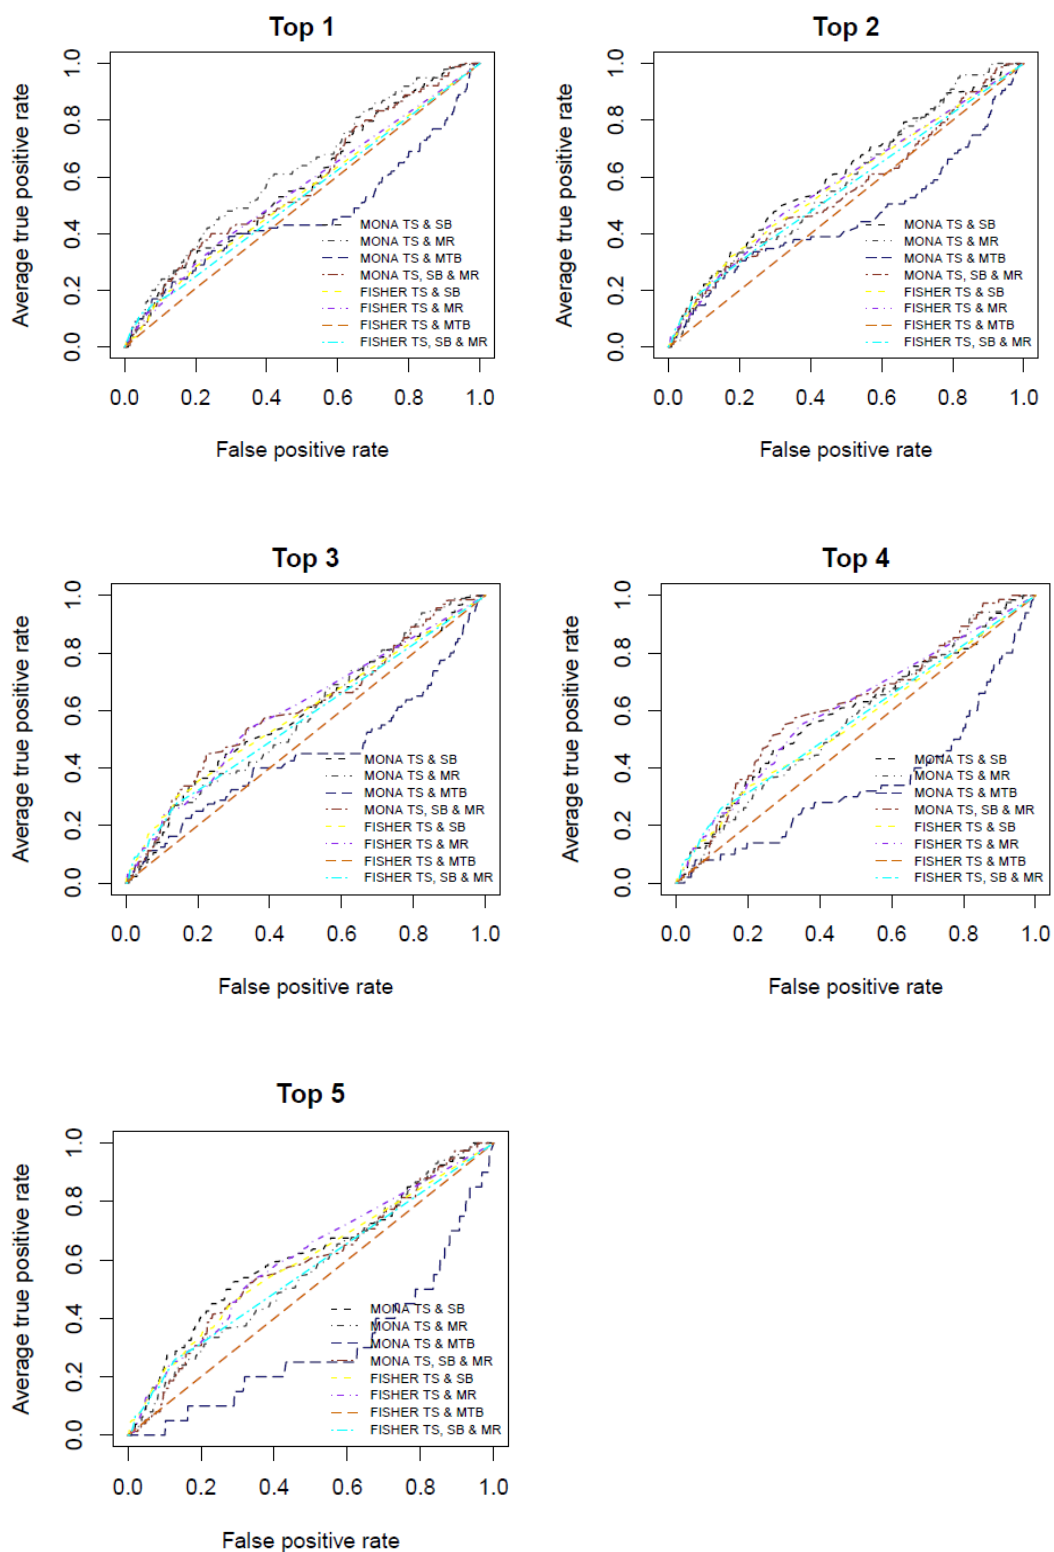 Top 1
Average true positive rate
1.0
0.8
0.6
0.4
0.2
0.0
MONA TS & SB
MONA TS & MR
MONA TS & MTB
MONA TS, SB & MR
FISHER TS & SB
FISHER TS & MR
FISHER TS & MTB
FISHER TS, SB & MR
0.0 0.2 0.4 0.6 0.8 1.0
False positive rate
Top 2
Average true positive rate
1.0
0.8
0.6
0.4
0.2
0.0
MONA TS & SB
MONA TS & MR
MONA TS & MTB
MONA TS, SB & MR
FISHER TS & SB
FISHER TS & MR
FISHER TS & MTB
FISHER TS, SB & MR
0.0 0.2 0.4 0.6 0.8 1.0
False positive rate
Top 3
Average true positive rate
1.0
0.8
0.6
0.4
0.2
0.0
MONA TS & SB
MONA TS & MR
MONA TS & MTB
MONA TS, SB & MR
FISHER TS & SB
FISHER TS & MR
FISHER TS & MTB
FISHER TS, SB & MR
0.0 0.2 0.4 0.6 0.8 1.0
False positive rate
Top 4
Average true positive rate
1.0
0.8
0.6
0.4
0.2
0.0
MONA TS & SB
MONA TS & MR
MONA TS & MTB
MONA TS, SB & MR
FISHER TS & SB
FISHER TS & MR
FISHER TS & MTB
FISHER TS, SB & MR
0.0 0.2 0.4 0.6 0.8 1.0
False positive rate
Top 5
Average true positive rate
1.0
0.8
0.6
0.4
0.2
0.0
MONA TS & SB
MONA TS & MR
MONA TS & MTB
MONA TS, SB & MR
FISHER TS & SB
FISHER TS & MR
FISHER TS & MTB
FISHER TS, SB & MR
0.0 0.2 0.4 0.6 0.8 1.0
False positive rate